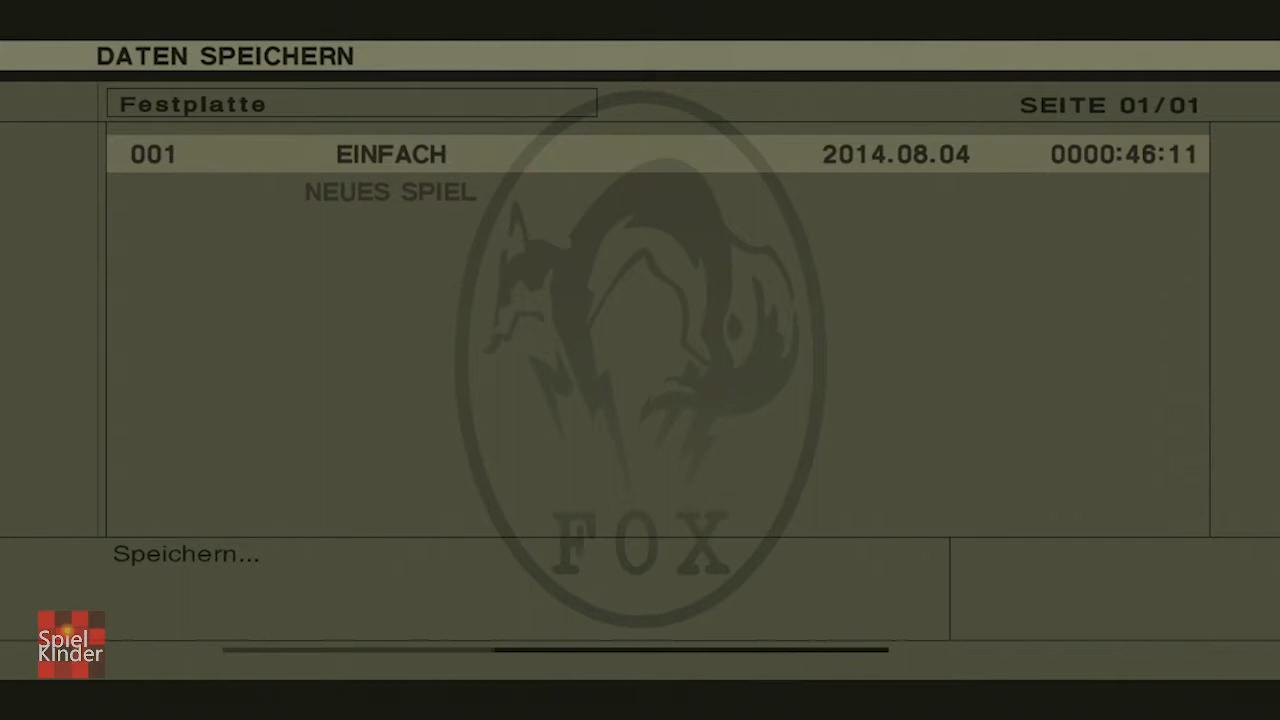 DATEN SPEICHERN
Festplatte
SEITE 01/01
001 EINFACH 2014.08.04 0000:46:11
NEUES SPIEL
FOX
Speichern...
Spiel
Kinder